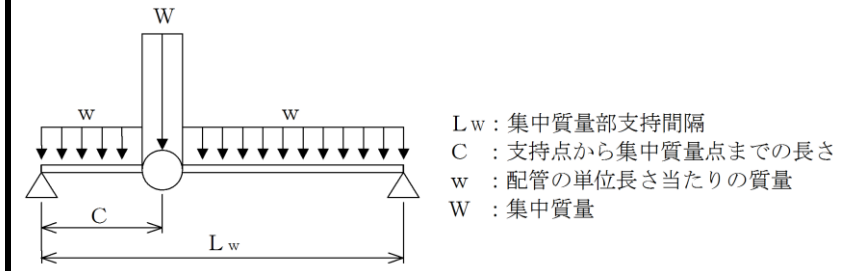 W
w
w
C
Lw
Lw：集中質量部支持間隔
C ：支持点から集中質量点までの長さ
w ：配管の単位長さ当たりの質量
W ：集中質量